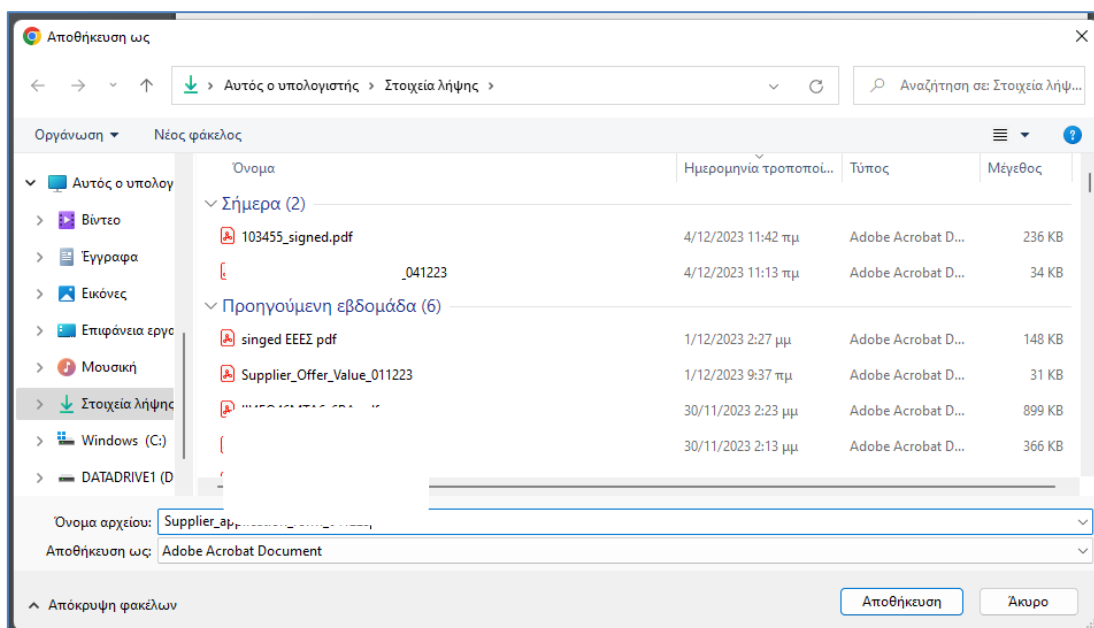 Αποθήκευση ως
Αυτός ο υπολογιστής › Στοιχεία λήψης ›
Αναζήτηση σε: Στοιχεία λήψ...
Οργάνωση Νέος φάκελος
Όνομα Ημερομηνία τροποποί... Τύπος Μέγεθος
Αυτός ο υπολογ
Βίντεο
Έγγραφα
Εικόνες
Επιφάνεια εργα
Μουσική
Στοιχεία λήψης
Windows (C:)
DATADRIVE1 (D
Σήμερα (2)
103455_signed.pdf 4/12/2023 11:42 πμ Adobe Acrobat D... 236 KB
_041223 4/12/2023 11:13 πμ Adobe Acrobat D... 34 KB
Προηγούμενη εβδομάδα (6)
singed ΕΕΕΣ pdf 1/12/2023 2:27 μμ Adobe Acrobat D... 148 KB
Supplier_Offer_Value_011223 1/12/2023 9:37 πμ Adobe Acrobat D... 31 KB
30/11/2023 2:23 μμ Adobe Acrobat D... 899 KB
30/11/2023 2:13 μμ Adobe Acrobat D... 366 KB
Όνομα αρχείου:
Αποθήκευση ως: Adobe Acrobat Document
Απόκρυψη φακέλων
Αποθήκευση Άκυρο